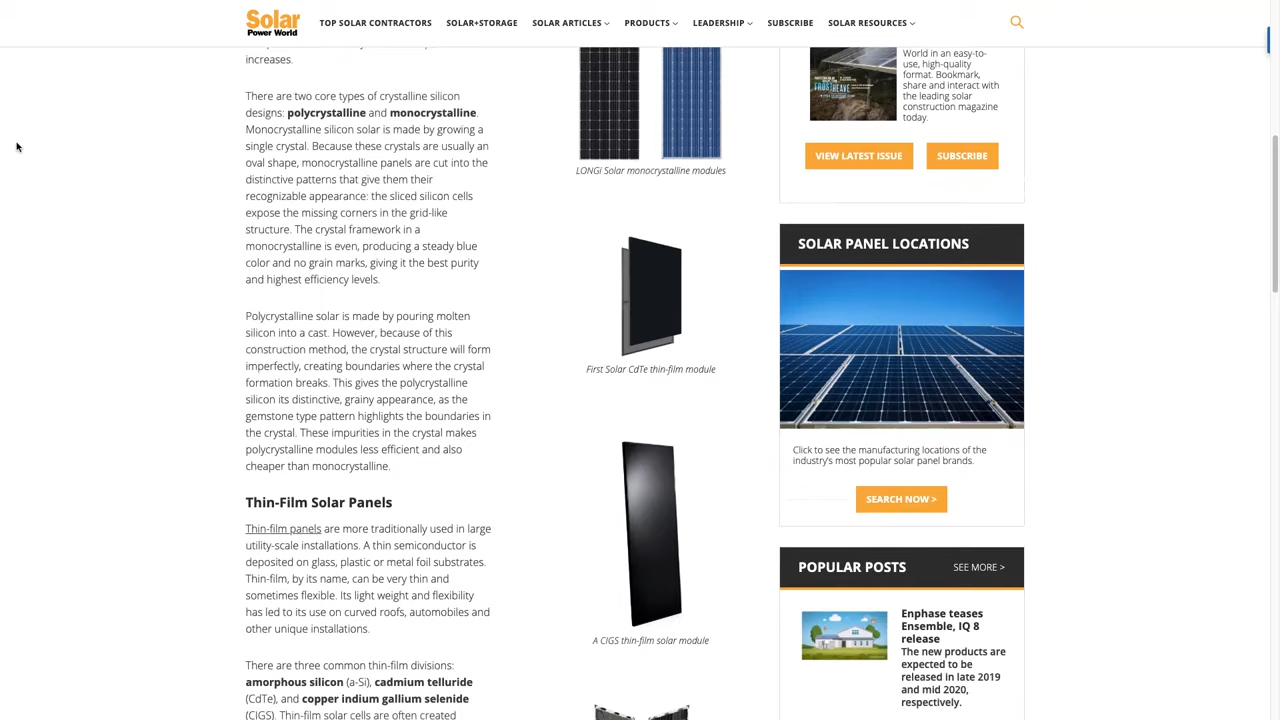 Solar
Power World
TOP SOLAR CONTRACTORS
SOLAR+STORAGE
SOLAR ARTICLES
PRODUCTS
LEADERSHIP
SUBSCRIBE
SOLAR RESOURCES
increases.
There are two core types of crystalline silicon
designs: polycrystalline and monocrystalline.
Monocrystalline silicon solar is made by growing a
single crystal. Because these crystals are usually an
oval shape, monocrystalline panels are cut into the
distinctive patterns that give them their
recognizable appearance: the sliced silicon cells
expose the missing corners in the grid-like
structure. The crystal framework in a
monocrystalline is even, producing a steady blue
color and no grain marks, giving it the best purity
and highest efficiency levels.
Polycrystalline solar is made by pouring molten
silicon into a cast. However, because of this
construction method, the crystal structure will form
imperfectly, creating boundaries where the crystal
formation breaks. This gives the polycrystalline
silicon its distinctive, grainy appearance, as the
gemstone type pattern highlights the boundaries in
the crystal. These impurities in the crystal makes
polycrystalline modules less efficient and also
cheaper than monocrystalline.
Thin-Film Solar Panels
Thin-film panels are more traditionally used in large
utility-scale installations. A thin semiconductor is
deposited on glass, plastic or metal foil substrates.
Thin-film, by its name, can be very thin and
sometimes flexible. Its light weight and flexibility
has led to its use on curved roofs, automobiles and
other unique installations.
There are three common thin-film divisions:
amorphous silicon (a-Si), cadmium telluride
(CdTe), and copper indium gallium selenide
(CIGS). Thin-film solar cells are often created
LONGi Solar monocrystalline modules
First Solar CdTe thin-film module
A CIGS thin-film solar module
FROST HEAVE
World in an easy-to-
use, high-quality
format. Bookmark,
share and interact with
the leading solar
construction magazine
today.
VIEW LATEST ISSUE
SUBSCRIBE
SOLAR PANEL LOCATIONS
Click to see the manufacturing locations of the
industry's most popular solar panel brands.
SEARCH NOW >
POPULAR POSTS
SEE MORE >
Enphase teases
Ensemble, IQ 8
release
The new products are
expected to be
released in late 2019
and mid 2020,
respectively.